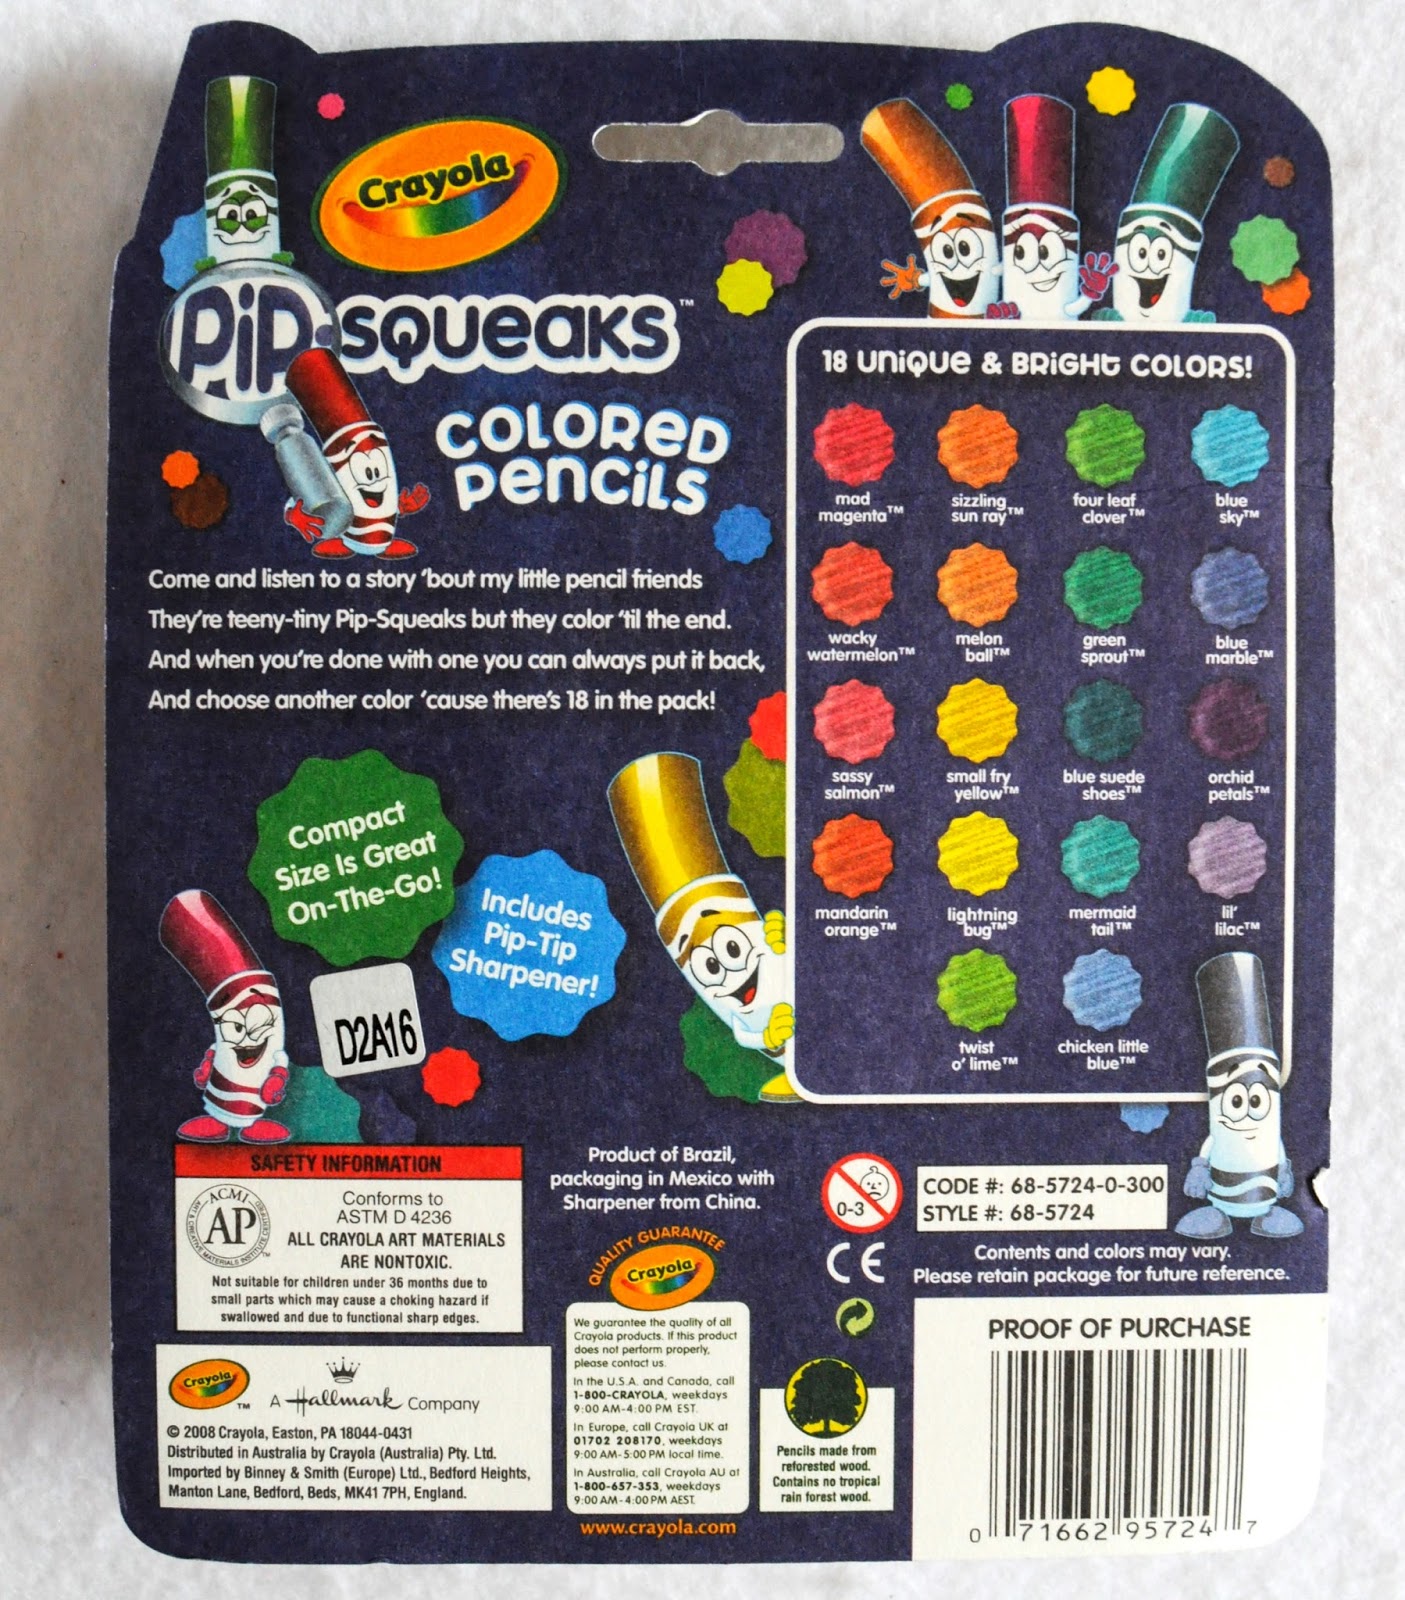 Crayola
PiP-SQUeaKS™
COLORED
Pencils
Come and listen to a story 'bout my little pencil friends
They're teeny-tiny Pip-Squeaks but they color 'til the end.
And when you're done with one you can always put it back,
And choose another color 'cause there's 18 in the pack!
Compact
Size Is Great
On-The-Go!
Includes
Pip-Tip
Sharpener!
D2A16
18 UNiQUe & BRiGHt COLORS!
mad
magenta™
sizzling
sun ray™
four leaf
clover™
blue
sky™
wacky
watermelon™
melon
ball™
green
sprout™
blue
marble™
sassy
salmon™
small fry
yellow™
blue suede
shoes™
orchid
petals™
mandarin
orange™
lightning
bug™
mermaid
tail™
lil'
lilac™
twist
o' lime™
chicken little
blue™
SAFETY INFORMATION
ACMI
AP
ART & CREATIVE MATERIALS INSTITUTE CERTIFIED
™
Conforms to
ASTM D 4236
ALL CRAYOLA ART MATERIALS
ARE NONTOXIC.
Not suitable for children under 36 months due to
small parts which may cause a choking hazard if
swallowed and due to functional sharp edges.
Crayola™
A Hallmark Company
© 2008 Crayola, Easton, PA 18044-0431
Distributed in Australia by Crayola (Australia) Pty. Ltd.
Imported by Binney & Smith (Europe) Ltd., Bedford Heights,
Manton Lane, Bedford, Beds, MK41 7PH, England.
Product of Brazil,
packaging in Mexico with
Sharpener from China.
QUALITY GUARANTEE
Crayola
We guarantee the quality of all
Crayola products. If this product
does not perform properly,
please contact us.
In the U.S.A. and Canada, call
1-800-CRAYOLA, weekdays
9:00 AM-4:00 PM EST.
In Europe, call Crayola UK at
01702 208170, weekdays
9:00 AM-5:00 PM local time.
In Australia, call Crayola AU at
1-800-657-353, weekdays
9:00 AM-4:00 PM AEST.
www.crayola.com
0-3
CE
Pencils made from
reforested wood.
Contains no tropical
rain forest wood.
CODE #: 68-5724-0-300
STYLE #: 68-5724
Contents and colors may vary.
Please retain package for future reference.
PROOF OF PURCHASE
0 71662 95724 7